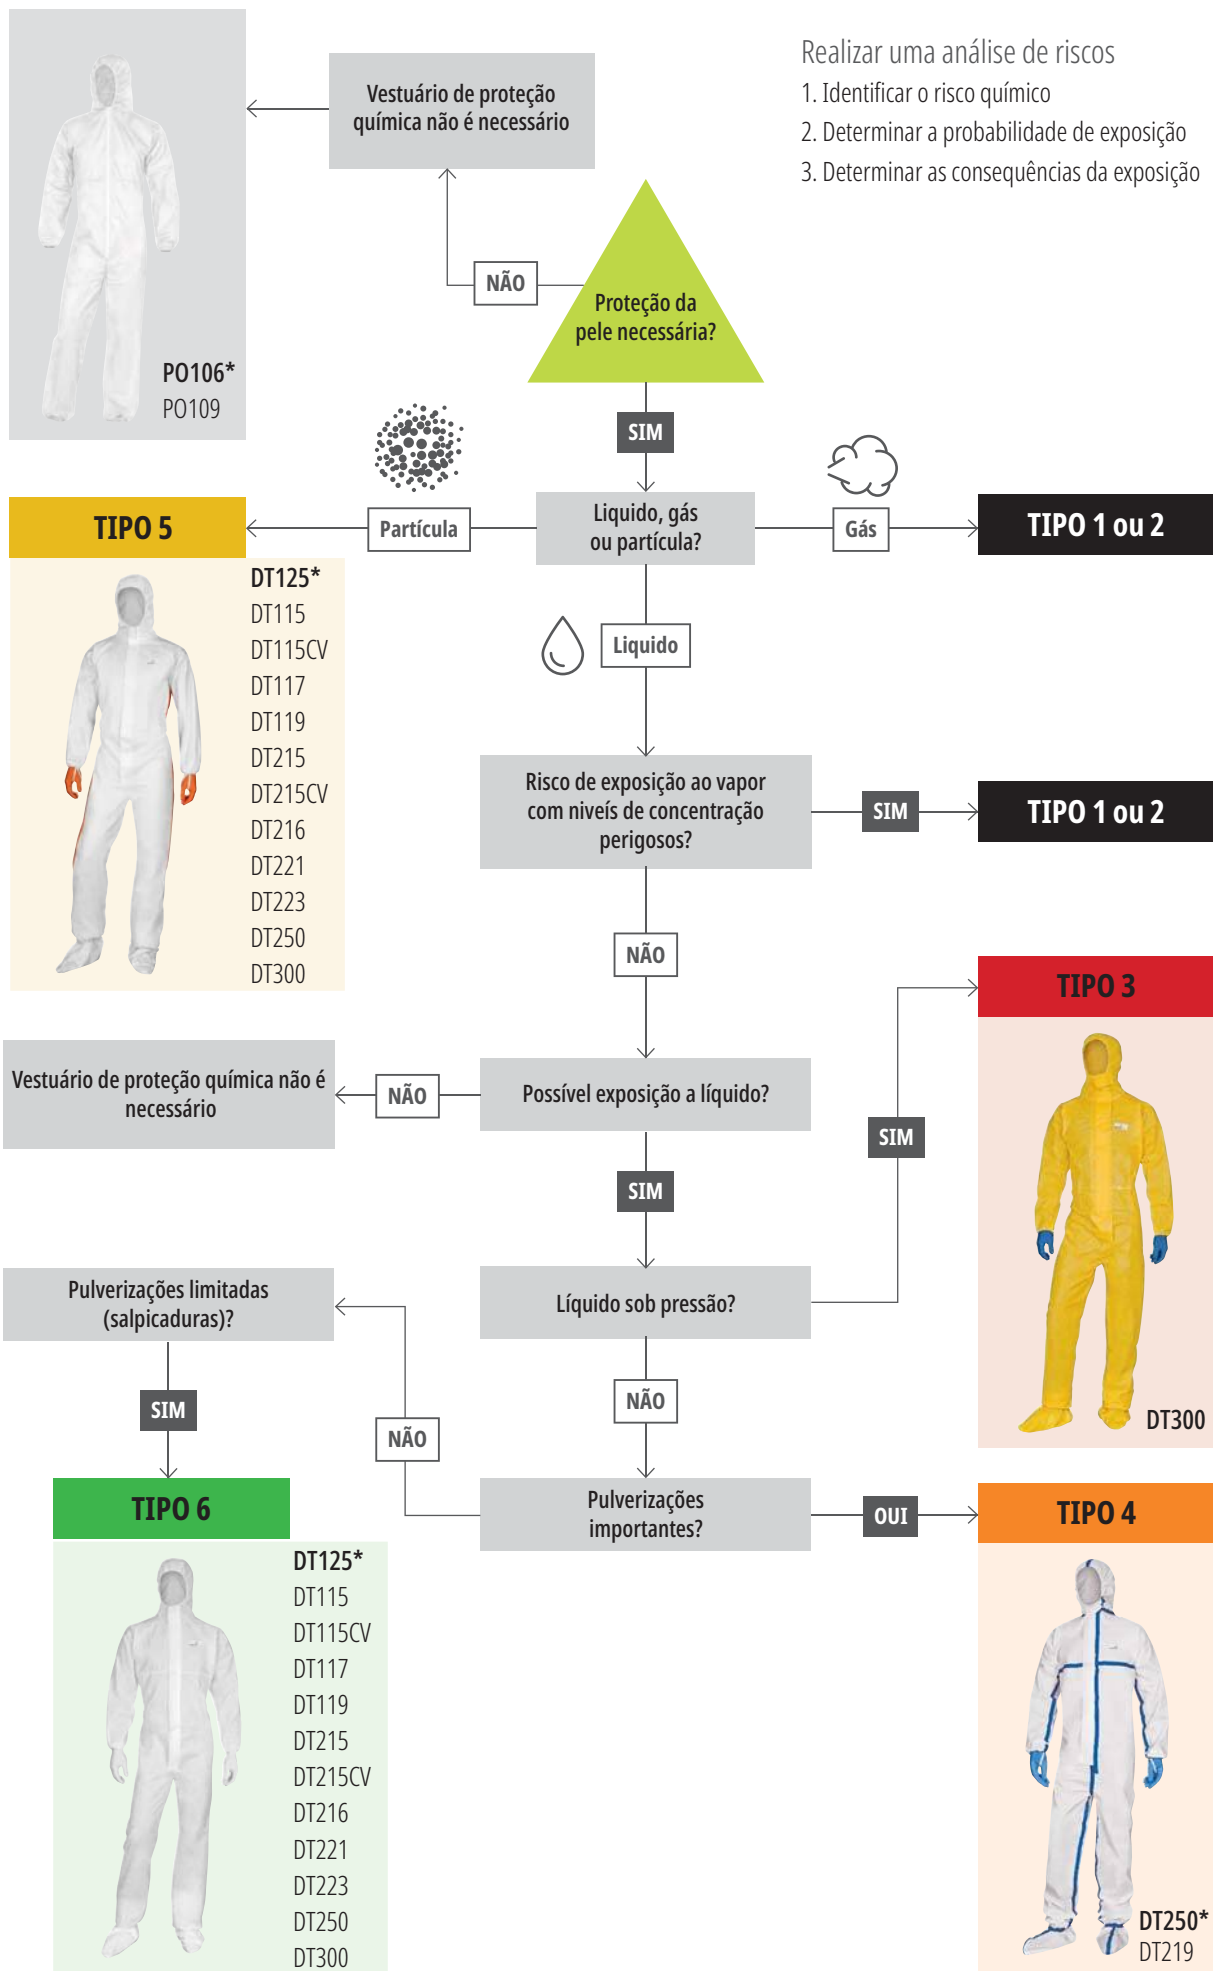 Realizar uma análise de riscos
1. Identificar o risco químico
2. Determinar a probabilidade de exposição
3. Determinar as consequências da exposição
Vestuário de proteção
química não é necessário
PO106*
PO109
NÃO
Proteção da
pele necessária?
SIM
Liquido, gás
ou partícula?
Partícula
Gás
TIPO 5
TIPO 1 ou 2
DT125*
DT115
DT115CV
DT117
DT119
DT215
DT215CV
DT216
DT221
DT223
DT250
DT300
Liquido
Risco de exposição ao vapor
com niveís de concentração
perigosos?
SIM
TIPO 1 ou 2
NÃO
Possível exposição a líquido?
NÃO
Vestuário de proteção química não é
necessário
SIM
Líquido sob pressão?
SIM
TIPO 3
DT300
NÃO
Pulverizações
importantes?
OUI
TIPO 4
DT250*
DT219
NÃO
Pulverizações limitadas
(salpicaduras)?
SIM
TIPO 6
DT125*
DT115
DT115CV
DT117
DT119
DT215
DT215CV
DT216
DT221
DT223
DT250
DT300